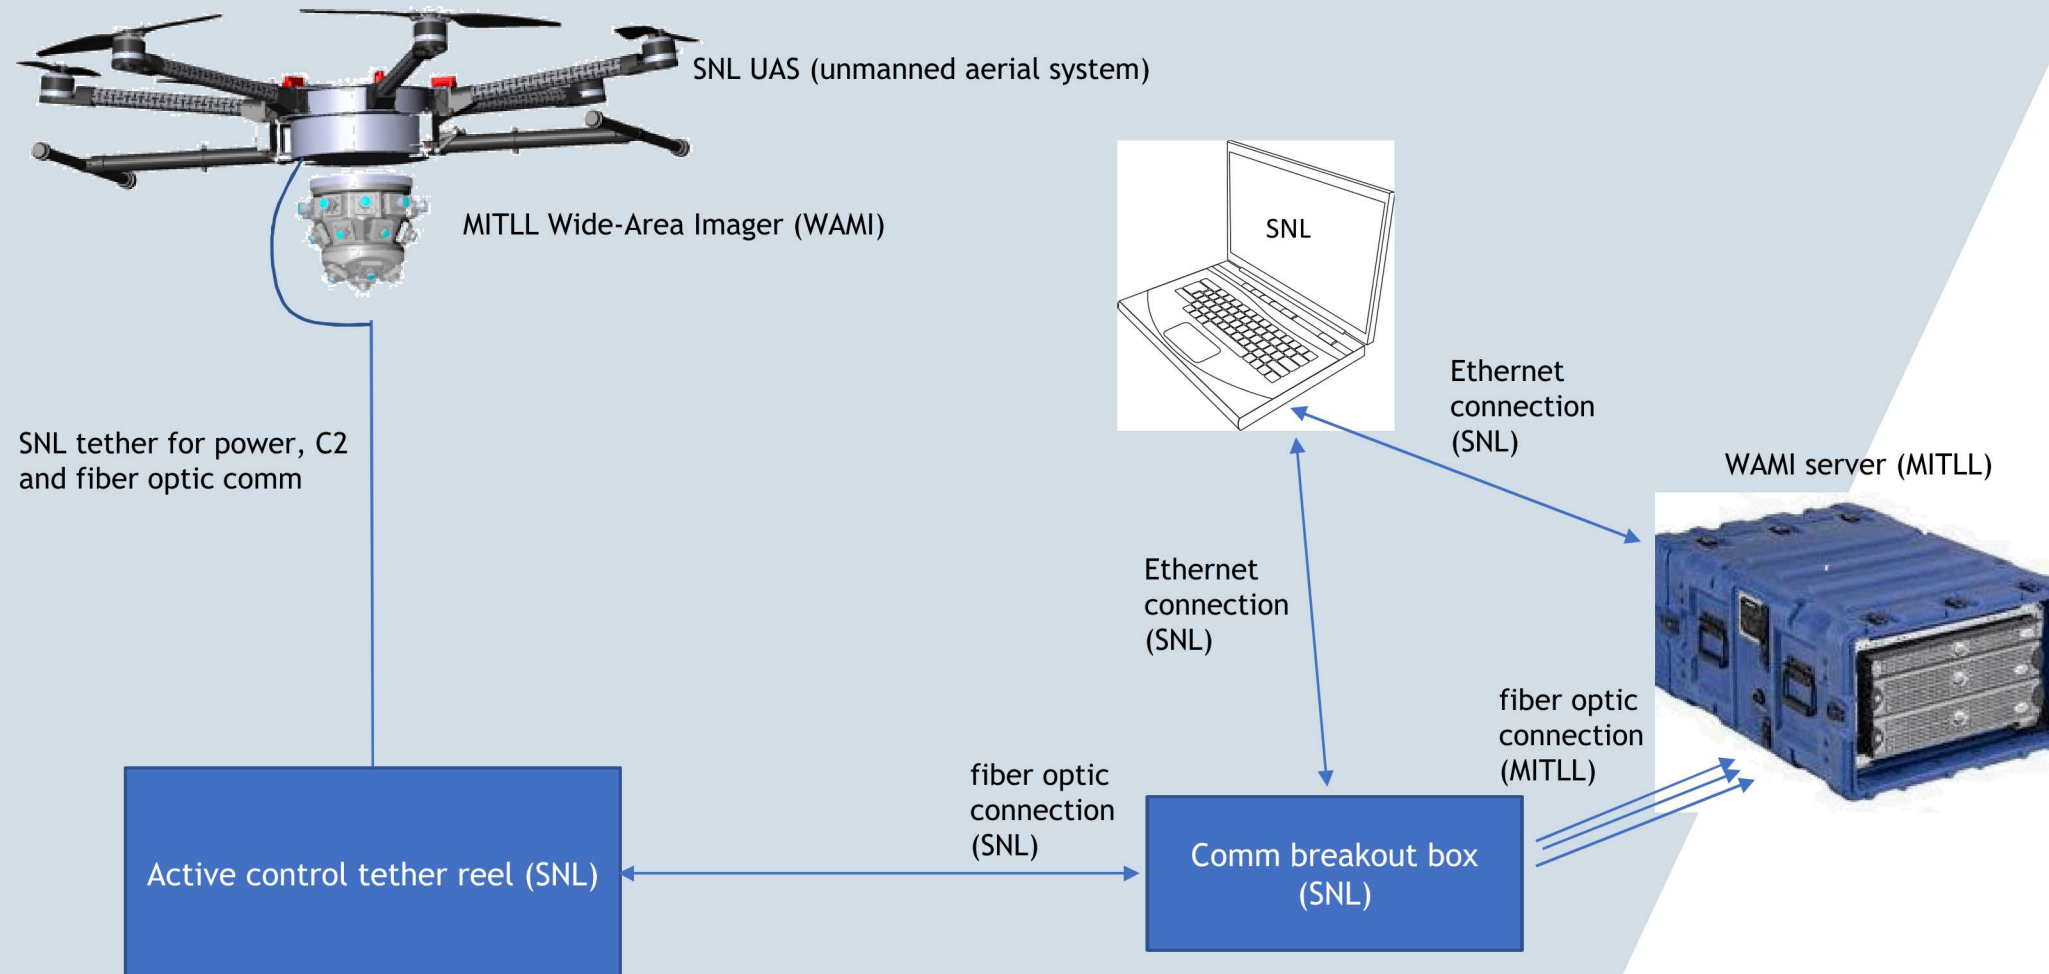 SNL UAS (unmanned aerial system)
MITLL Wide-Area Imager (WAMI)
SNL
Ethernet
connection
(SNL)
SNL tether for power, C2
and fiber optic comm
WAMI server (MITLL)
Ethernet
connection
(SNL)
fiber optic
connection
(MITLL)
fiber optic
connection
(SNL)
Active control tether reel (SNL)
Comm breakout box
(SNL)